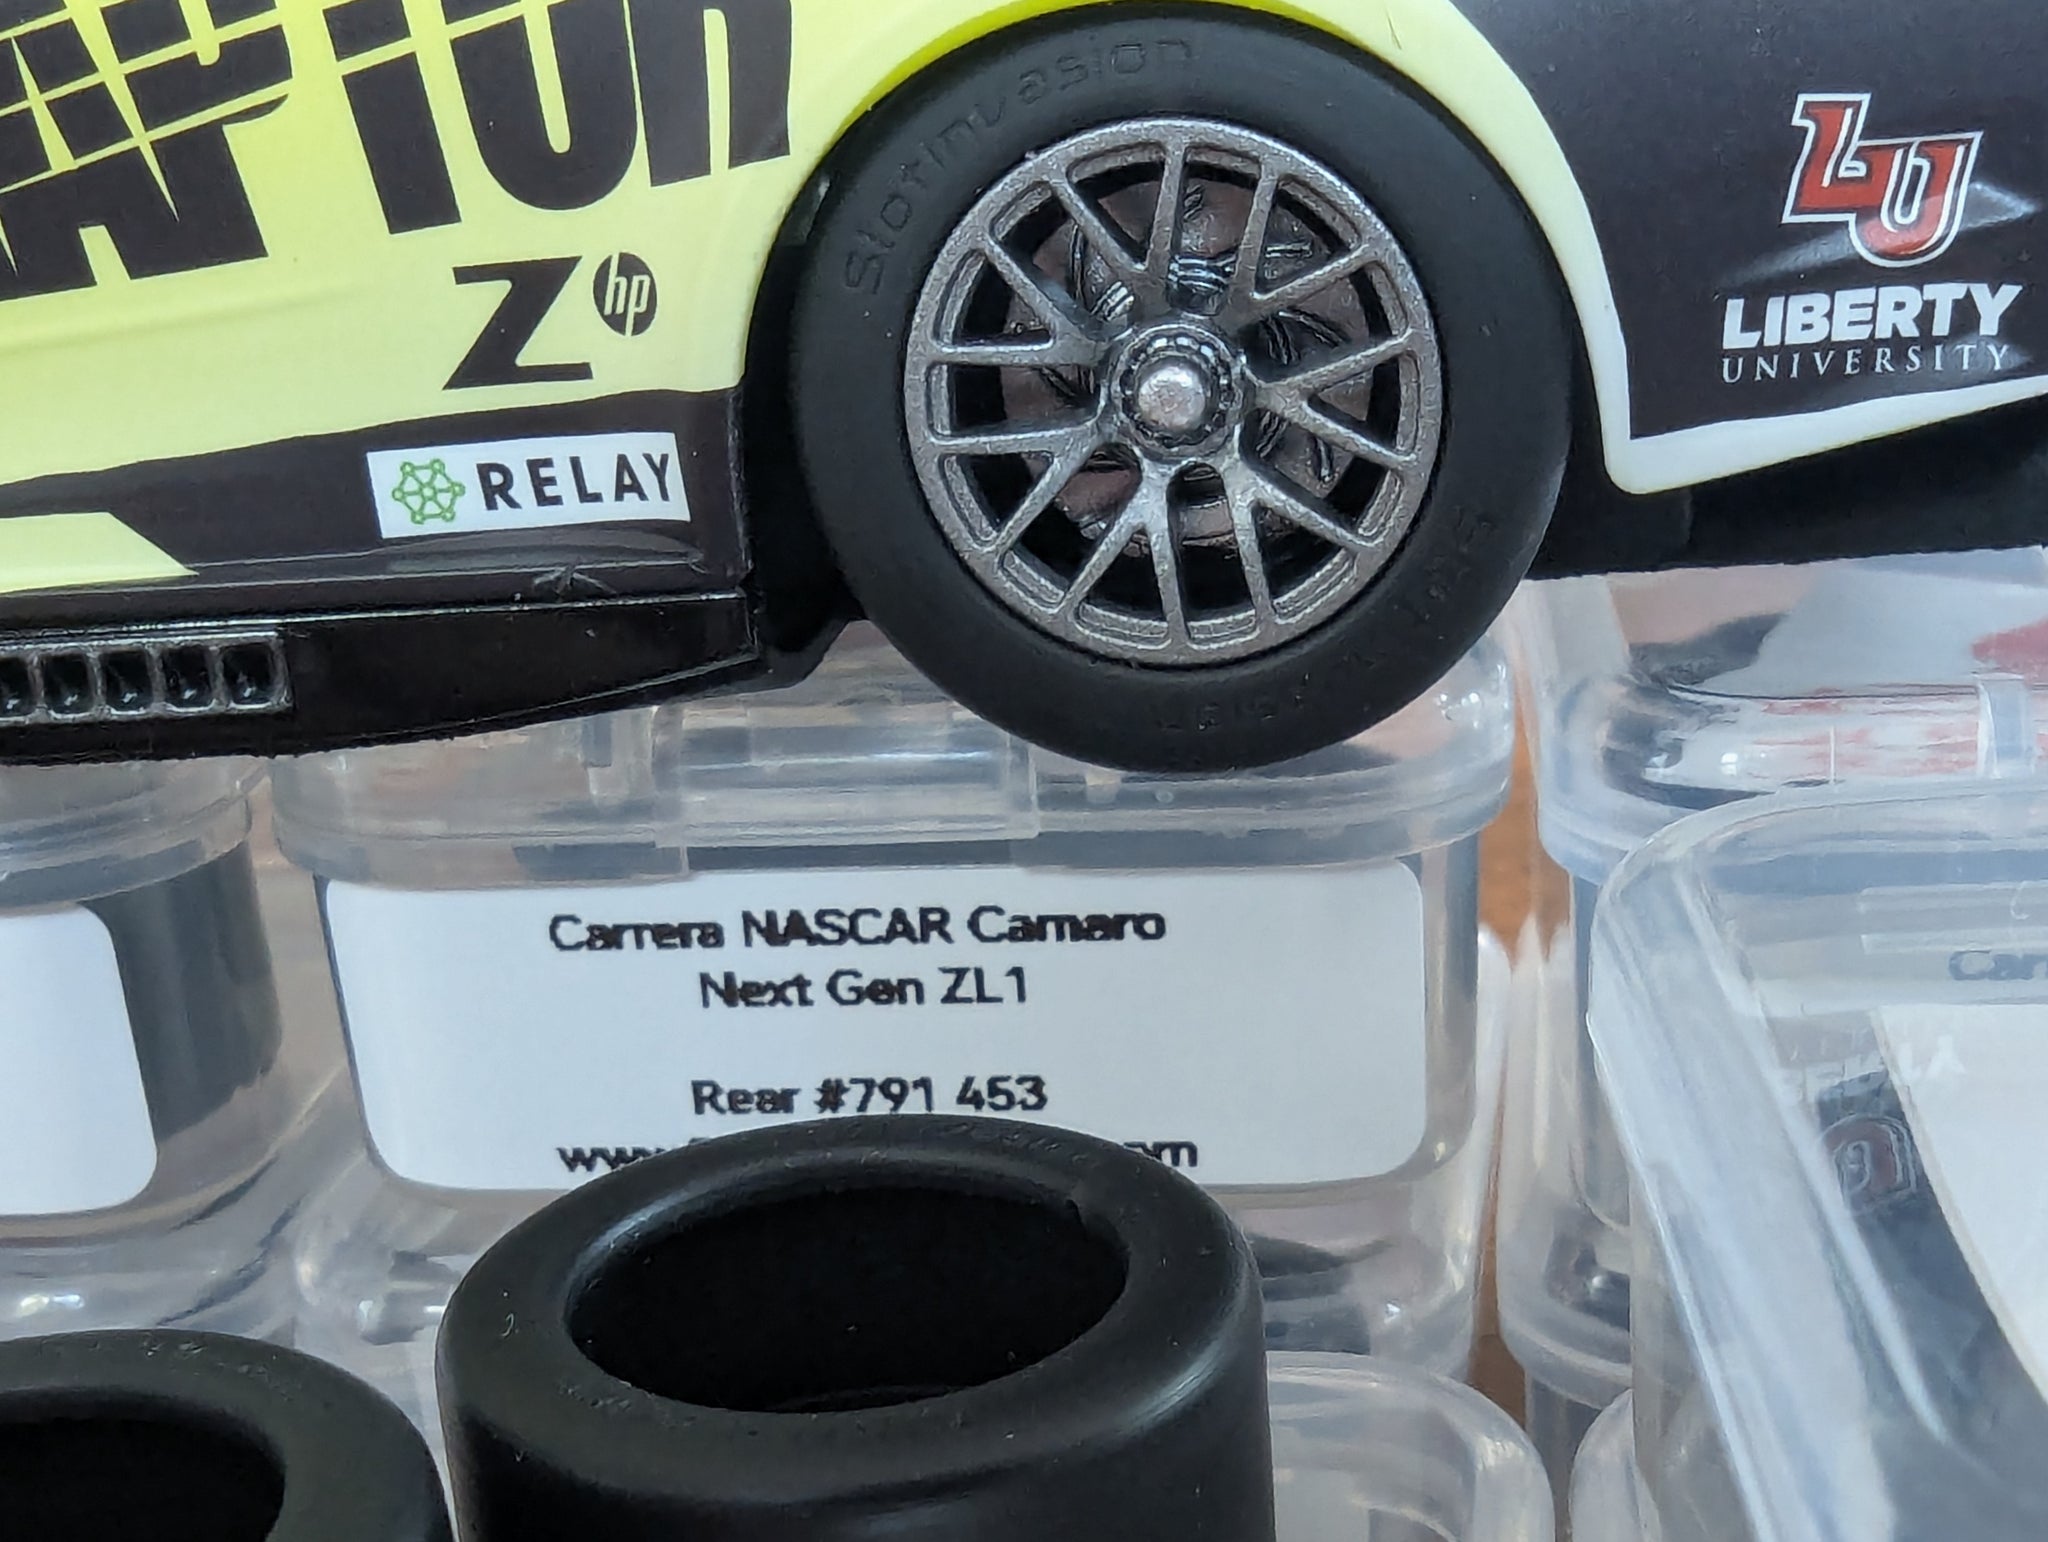 Slotinvasion
Z hp
RELAY
LU
LIBERTY
UNIVERSITY
Carrera NASCAR Camaro
Next Gen ZL1
Rear #791 453